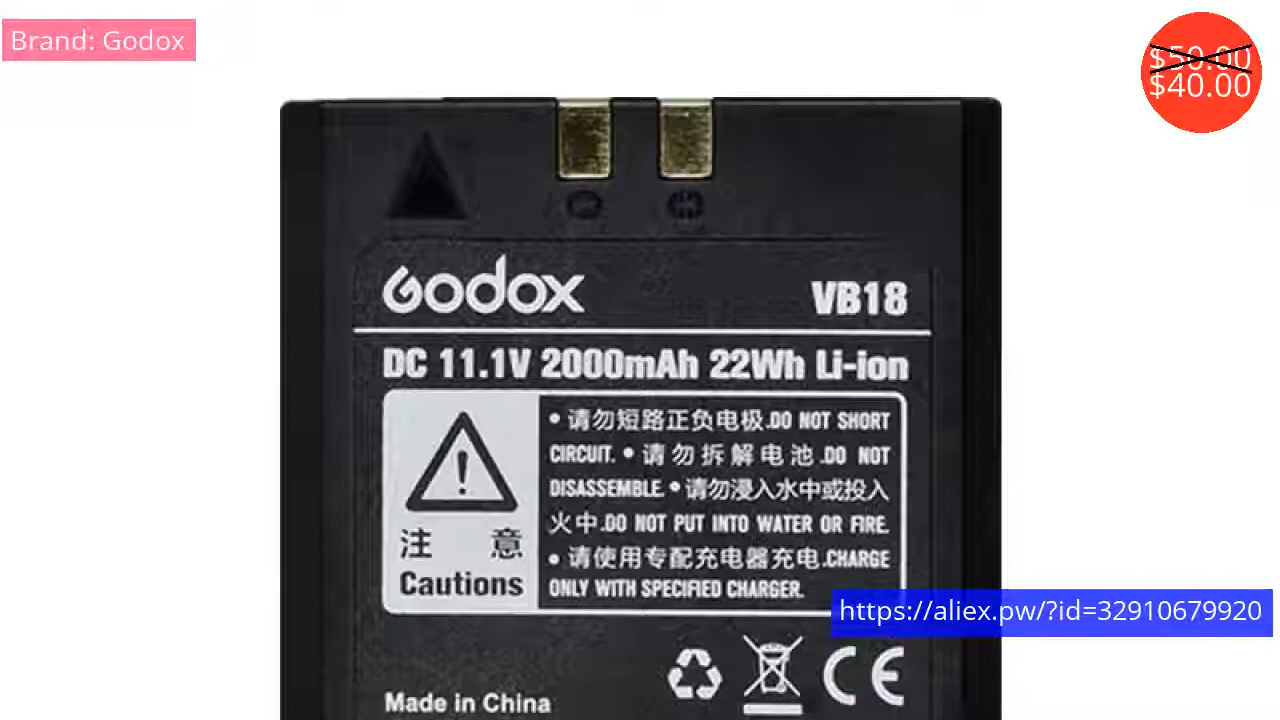 Brand: Godox
$50.00
$40.00
Godox VB18
DC 11.1V 2000mAh 22Wh Li-ion
• 请勿短路正负电极.DO NOT SHORT
CIRCUIT. • 请勿拆解电池.DO NOT
DISASSEMBLE. • 请勿浸入水中或投入
火中.DO NOT PUT INTO WATER OR FIRE.
• 请使用专配充电器充电.CHARGE
ONLY WITH SPECIFIED CHARGER.
注意
Cautions
https://aliex.pw/?id=32910679920
CE
Made in China